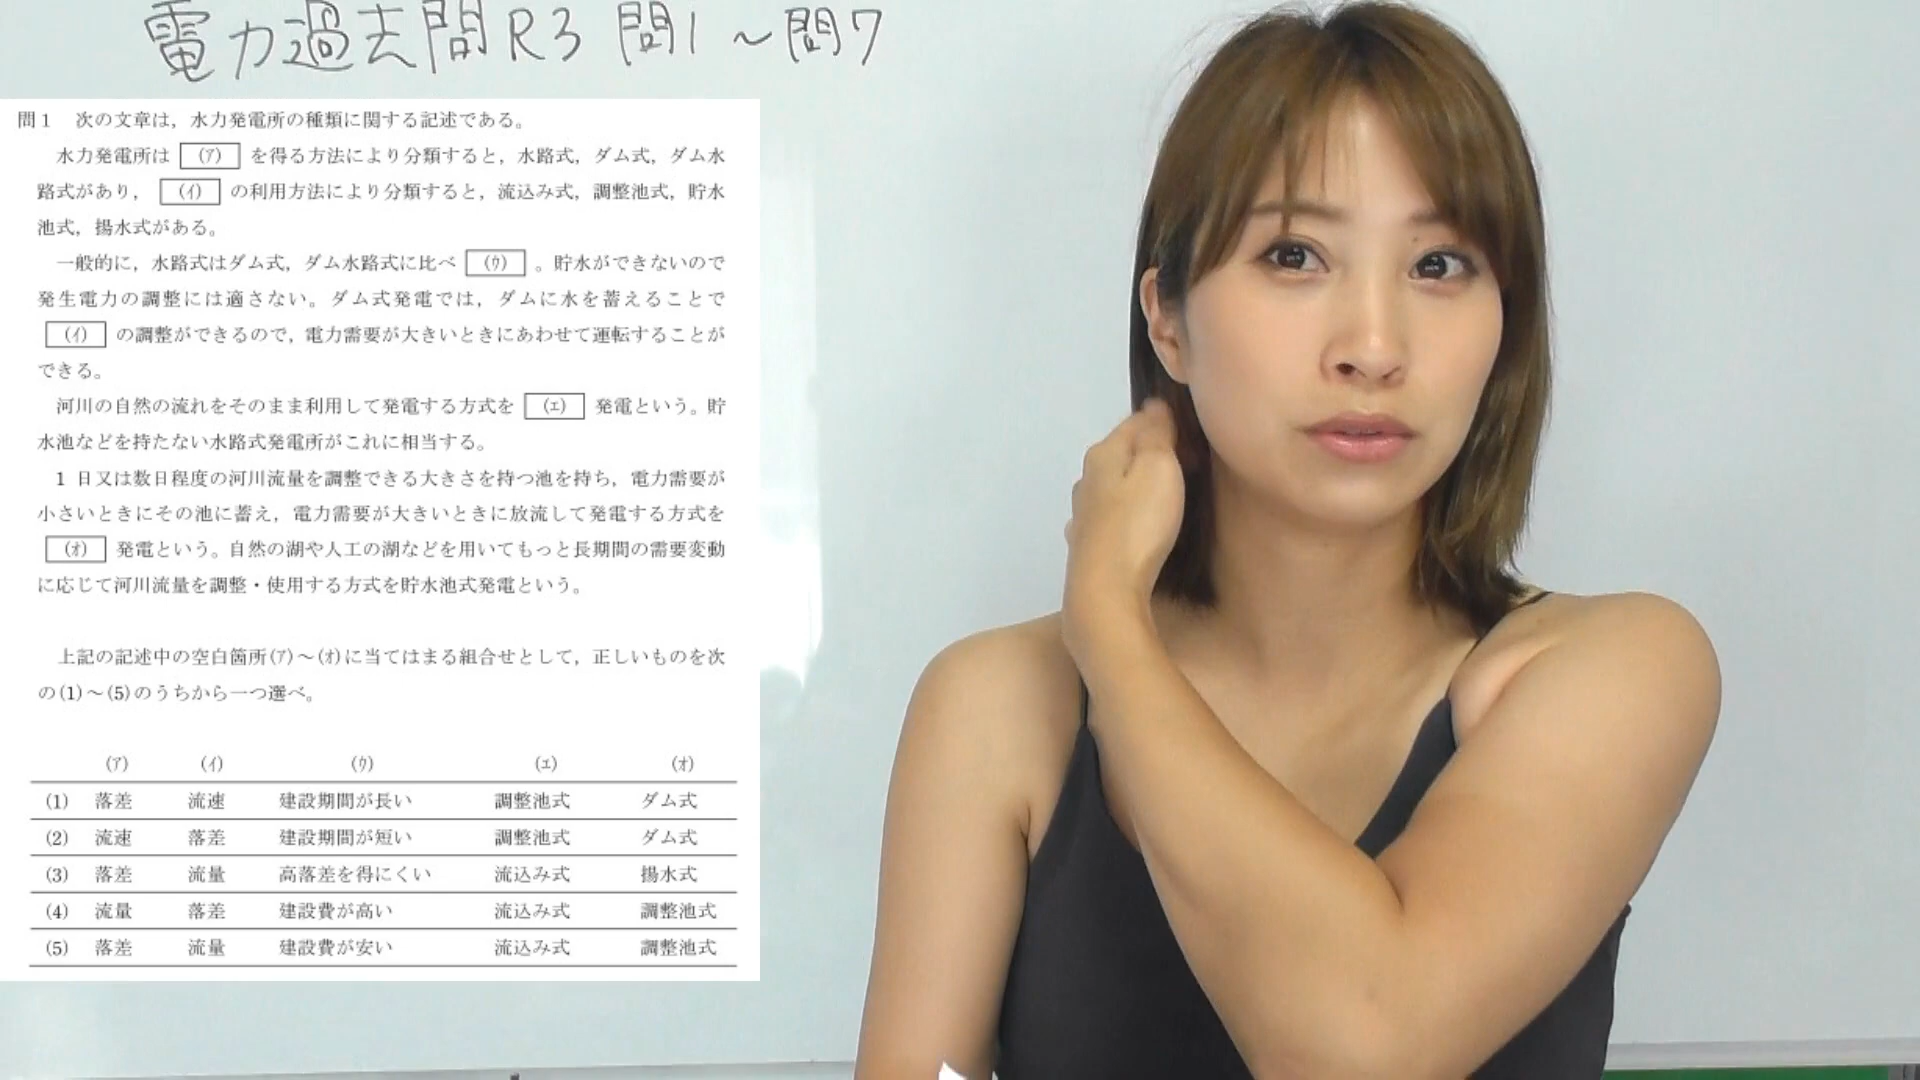 電力過去問R3 問1～問7
問1 次の文章は，水力発電所の種類に関する記述である。
水力発電所は (ア) を得る方法により分類すると，水路式，ダム式，ダム水
路式があり， (イ) の利用方法により分類すると，流込み式，調整池式，貯水
池式，揚水式がある。
一般的に，水路式はダム式，ダム水路式に比べ (ウ) 。貯水ができないので
発生電力の調整には適さない。ダム式発電では，ダムに水を蓄えることで
(イ) の調整ができるので，電力需要が大きいときにあわせて運転することが
できる。
河川の自然の流れをそのまま利用して発電する方式を (エ) 発電という。貯
水池などを持たない水路式発電所がこれに相当する。
1日又は数日程度の河川流量を調整できる大きさを持つ池を持ち，電力需要が
小さいときにその池に蓄え，電力需要が大きいときに放流して発電する方式を
(オ) 発電という。自然の湖や人工の湖などを用いてもっと長期間の需要変動
に応じて河川流量を調整・使用する方式を貯水池式発電という。
上記の記述中の空白箇所(ア)～(オ)に当てはまる組合せとして，正しいものを次
の(1)～(5)のうちから一つ選べ。
(ア) (イ) (ウ) (エ) (オ)
(1) 落差 流速 建設期間が長い 調整池式 ダム式
(2) 流速 落差 建設期間が短い 調整池式 ダム式
(3) 落差 流量 高落差を得にくい 流込み式 揚水式
(4) 流量 落差 建設費が高い 流込み式 調整池式
(5) 落差 流量 建設費が安い 流込み式 調整池式